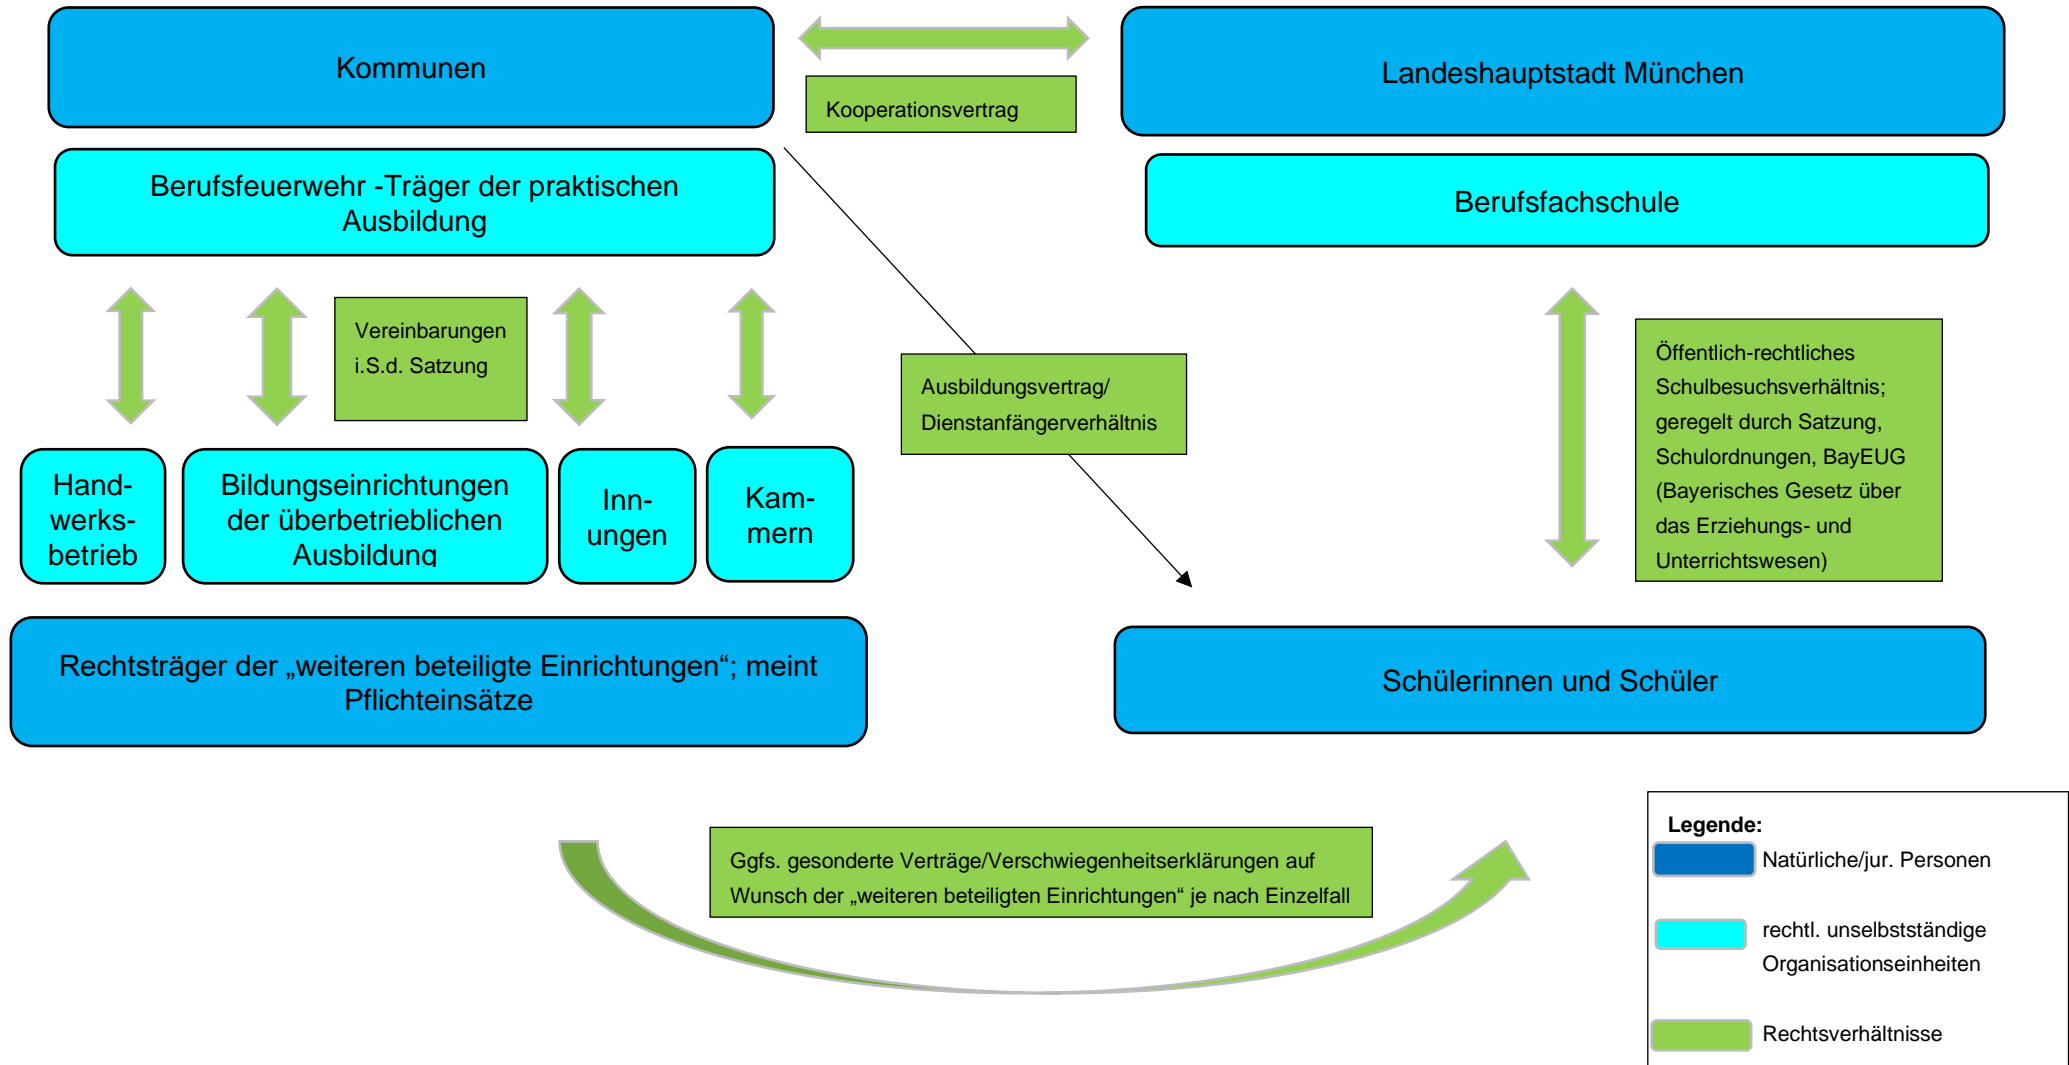 Kommunen
Landeshauptstadt München
Kooperationsvertrag
Berufsfeuerwehr -Träger der praktischen
Ausbildung
Berufsfachschule
Vereinbarungen
i.S.d. Satzung
Ausbildungsvertrag/
Dienstanfängerverhältnis
Öffentlich-rechtliches
Schulbesuchsverhältnis;
geregelt durch Satzung,
Schulordnungen, BayEUG
(Bayerisches Gesetz über
das Erziehungs- und
Unterrichtswesen)
Hand-
werks-
betrieb
Bildungseinrichtungen
der überbetrieblichen
Ausbildung
Inn-
ungen
Kam-
mern
Rechtsträger der „weiteren beteiligte Einrichtungen“; meint
Pflichteinsätze
Schülerinnen und Schüler
Ggfs. gesonderte Verträge/Verschwiegenheitserklärungen auf
Wunsch der „weiteren beteiligten Einrichtungen“ je nach Einzelfall
Legende:
Natürliche/jur. Personen
rechtl. unselbstständige
Organisationseinheiten
Rechtsverhältnisse